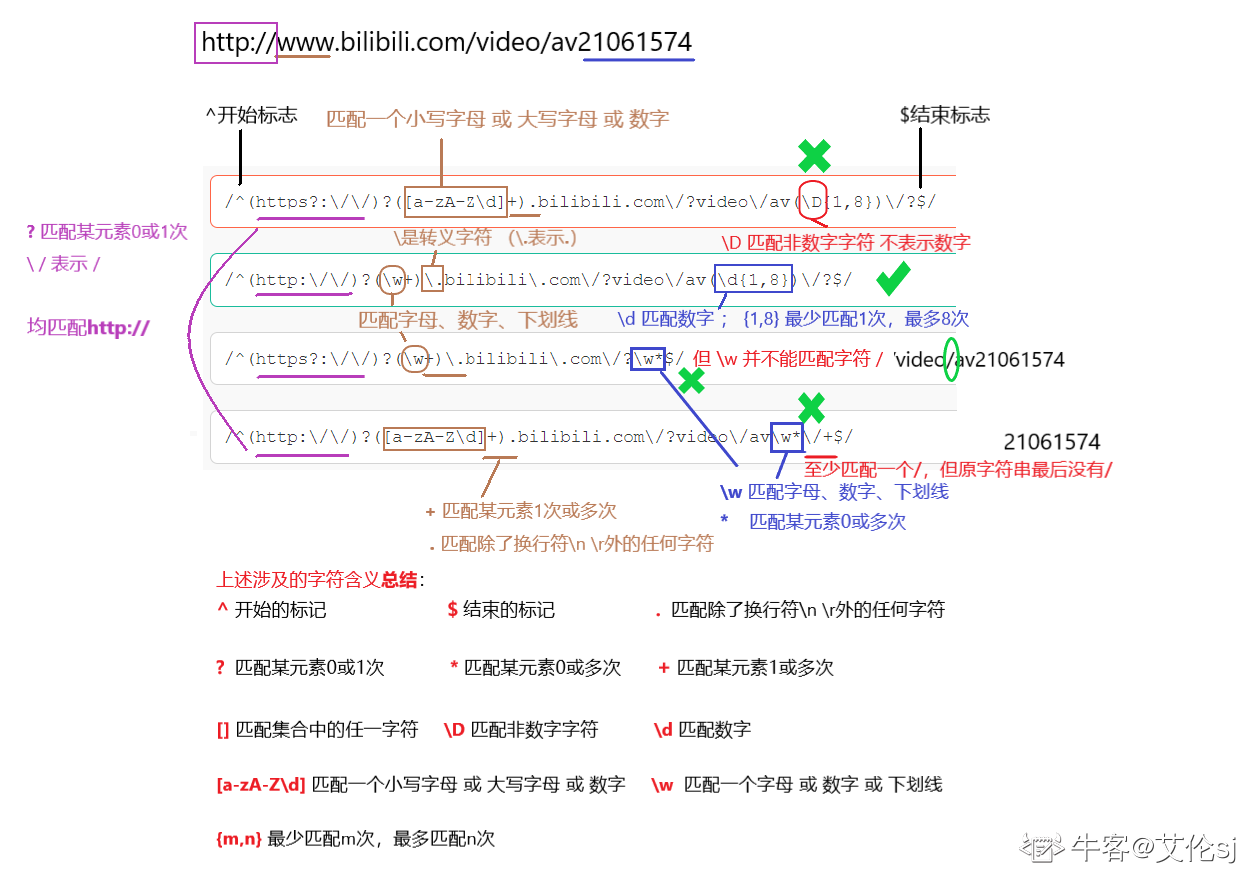 http://www.bilibili.com/video/av21061574
^开始标志
匹配一个小写字母 或 大写字母 或 数字
$结束标志
/^(https?:\/\/)?([a-zA-Z\d]+).bilibili.com\/?video\/av(\D{1,8})\/?$/
? 匹配某元素0或1次
\是转义字符 （\.表示.）
\D 匹配非数字字符 不表示数字
\ / 表示 /
/^(http:\/\/)?(\w+)\.bilibili\.com\/?video\/av(\d{1,8})\/?$/
均匹配http://
匹配字母、数字、下划线
\d 匹配数字 ； {1,8} 最少匹配1次，最多8次
/^(https?:\/\/)?(\w+)\.bilibili\.com\/?\w*$/ 但 \w 并不能匹配字符 / 'video/av21061574
/^(http:\/\/)?([a-zA-Z\d]+).bilibili.com\/?video\/av\w*\/+$/
21061574
至少匹配一个/，但原字符串最后没有/
\w 匹配字母、数字、下划线
+ 匹配某元素1次或多次
* 匹配某元素0或多次
. 匹配除了换行符\n \r外的任何字符
上述涉及的字符含义总结：
^ 开始的标记 $ 结束的标记 . 匹配除了换行符\n \r外的任何字符
? 匹配某元素0或1次 * 匹配某元素0或多次 + 匹配某元素1或多次
[] 匹配集合中的任一字符 \D 匹配非数字字符 \d 匹配数字
[a-zA-Z\d] 匹配一个小写字母 或 大写字母 或 数字 \w 匹配一个字母 或 数字 或 下划线
{m,n} 最少匹配m次，最多匹配n次
牛客@艾伦sj